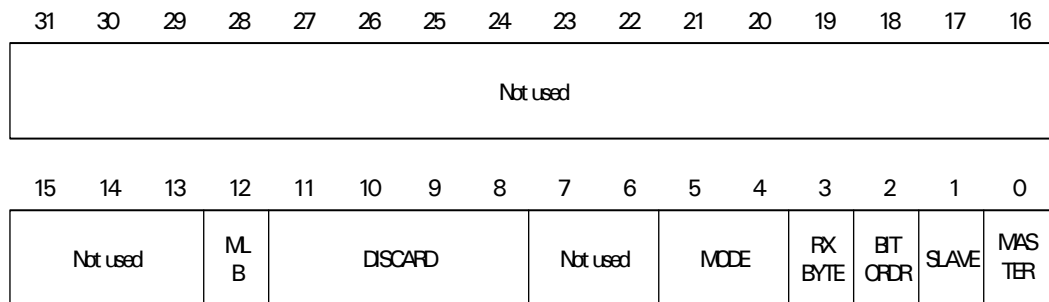 31 30 29 28 27 26 25 24 23 22 21 20 19 18 17 16
Not used
15 14 13 12 11 10 9 8 7 6 5 4 3 2 1 0
Not used ML B DISCARD Not used MODE RX BYTE BIT ORDR SLAVE MAS TER